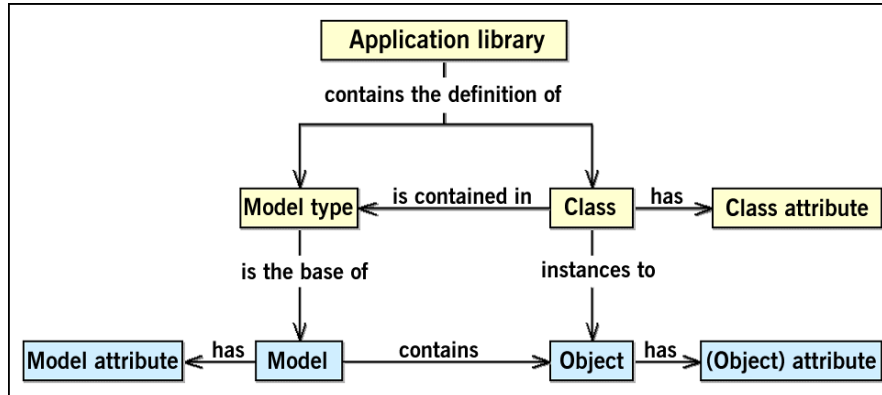 Application library
contains the definition of
Model type
is contained in
Class
has
Class attribute
is the base of
instances to
Model attribute
has
Model
contains
Object
has
(Object) attribute